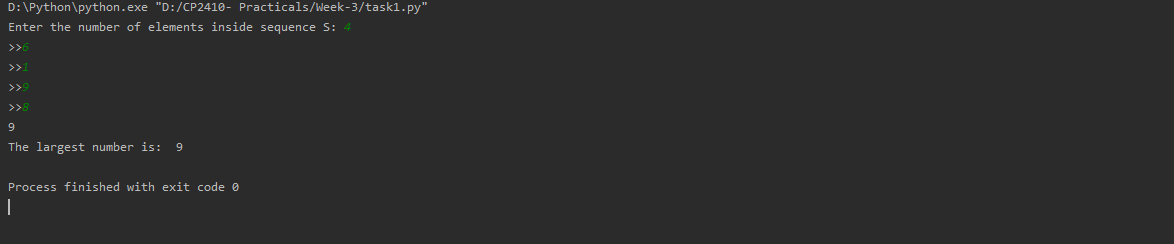 D:\Python\python.exe "D:/CP2410- Practicals/Week-3/task1.py"
Enter the number of elements inside sequence S: 4
>>6
>>1
>>9
>>8
9
The largest number is:  9
Process finished with exit code 0